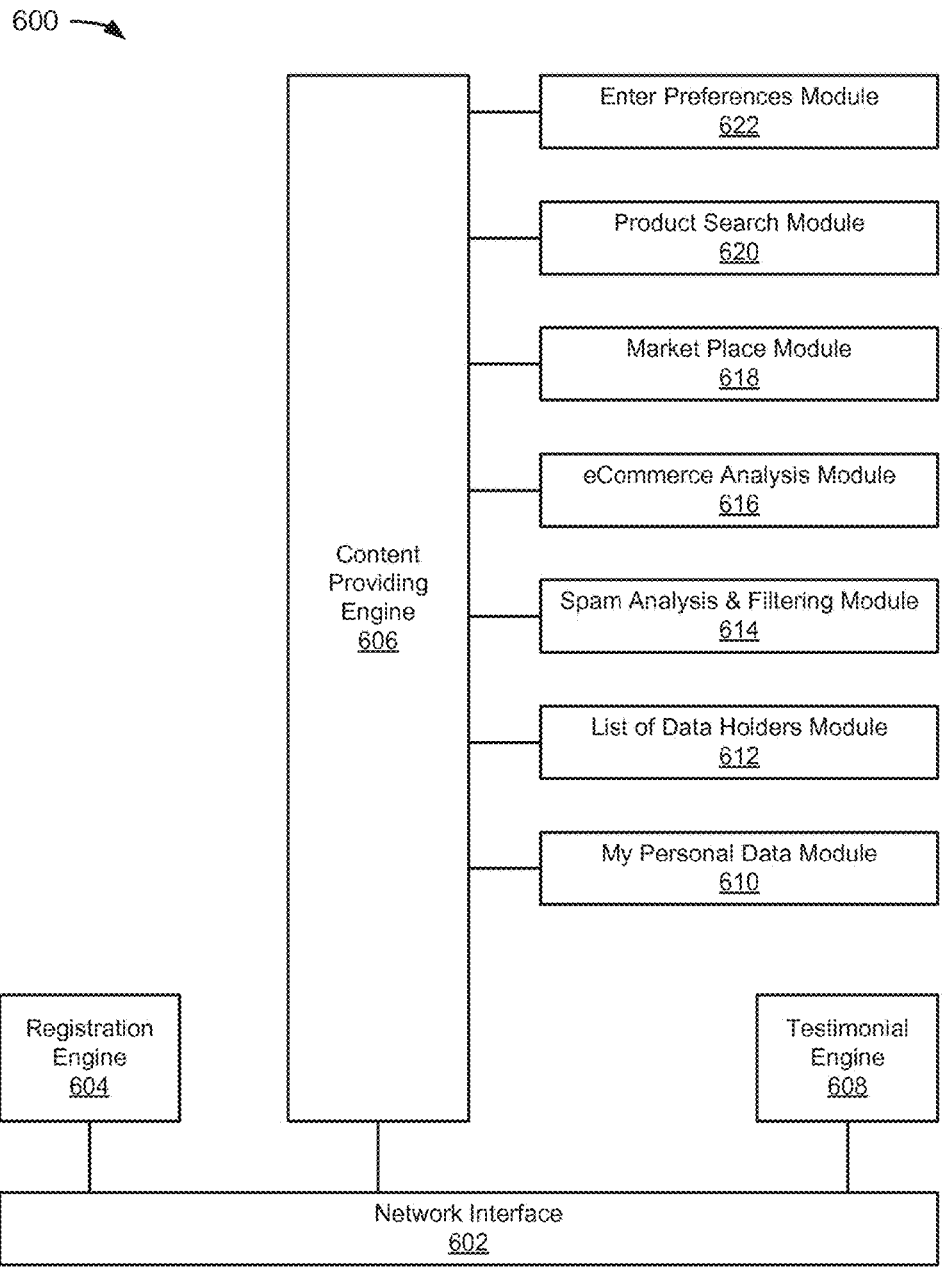 600
Enter Preferences Module
622
Product Search Module
620
Market Place Module
618
eCommerce Analysis Module
616
Content
Providing
Engine
606
Spam Analysis & Filtering Module
614
List of Data Holders Module
612
My Personal Data Module
610
Registration
Engine
604
Testimonial
Engine
608
Network Interface
602